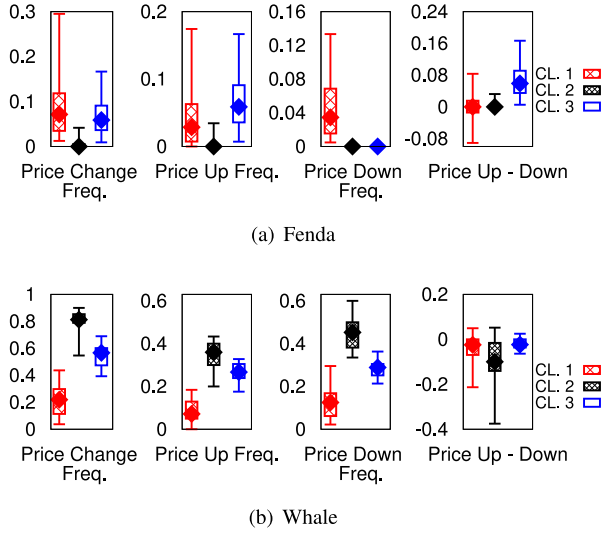 0.3
0.2
0.1
0
Price Change
Freq.
0.2
0.1
0
Price Up Freq.
0.16
0.12
0.08
0.04
0
Price Down
Freq.
0.24
0.16
0.08
0
-0.08
Price Up - Down
CL. 1
CL. 2
CL. 3
(a) Fenda
1
0.8
0.6
0.4
0.2
0
Price Change
Freq.
0.6
0.4
0.2
0
Price Up Freq.
0.6
0.4
0.2
0
Price Down
Freq.
0.2
0
-0.2
-0.4
Price Up - Down
CL. 1
CL. 2
CL. 3
(b) Whale